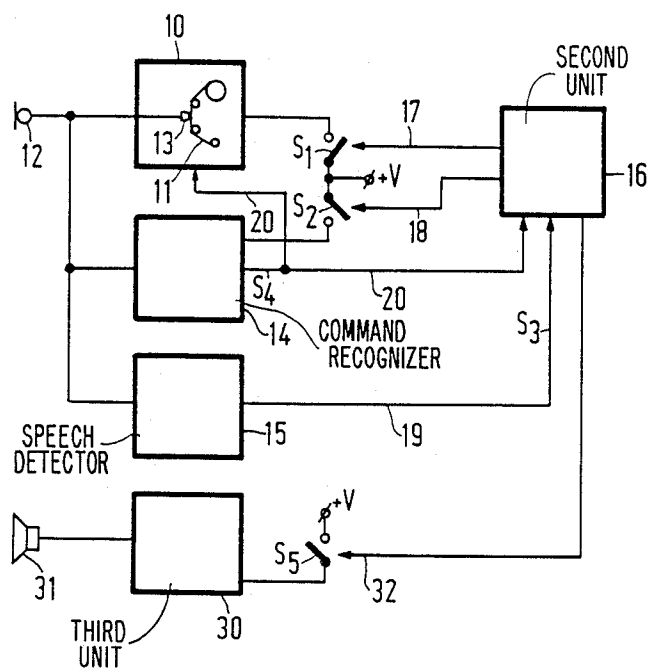 10
SECOND
UNIT
12
13
11
S1
17
+V
16
20
S2
18
S4
20
14
COMMAND
RECOGNIZER
S3
SPEECH
DETECTOR
15
19
+V
S5
31
32
THIRD
UNIT
30